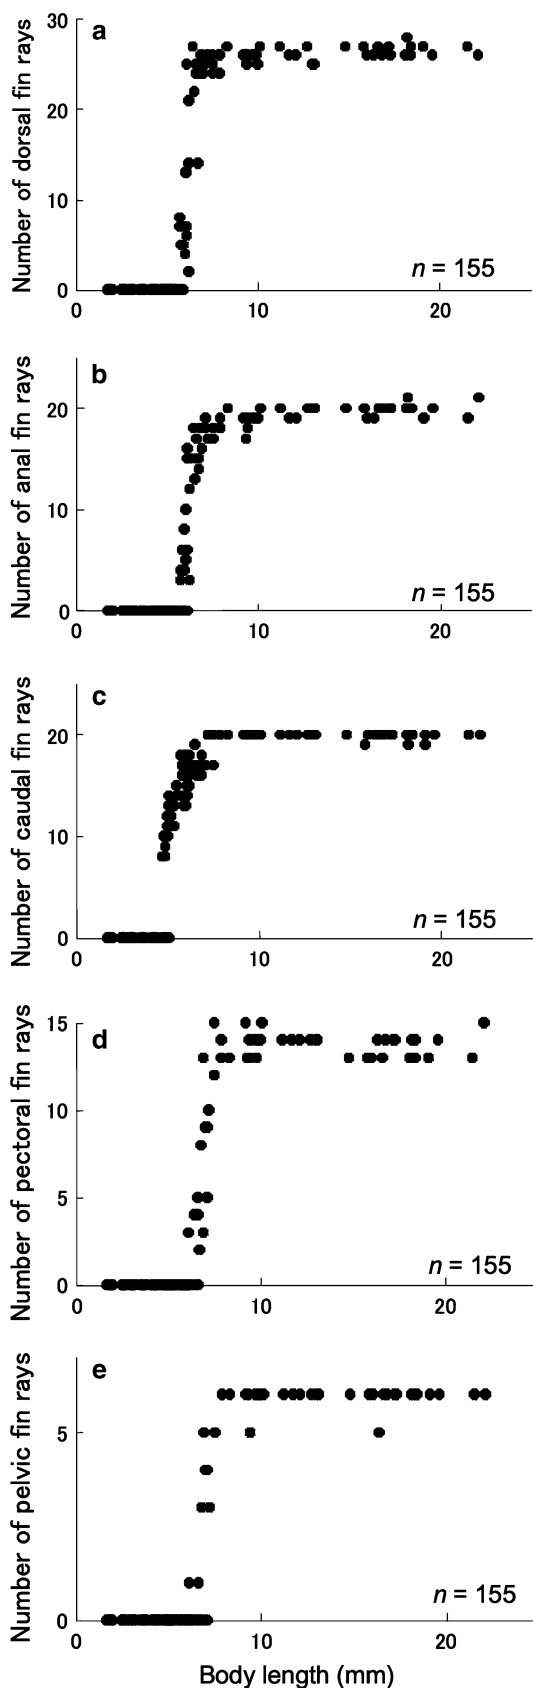 a
Number of dorsal fin rays
30
20
10
0
n = 155
0 10 20
b
Number of anal fin rays
20
10
0
n = 155
0 10 20
c
Number of caudal fin rays
20
10
0
n = 155
0 10 20
d
Number of pectoral fin rays
15
10
5
0
n = 155
0 10 20
e
Number of pelvic fin rays
5
0
n = 155
0 10 20
Body length (mm)